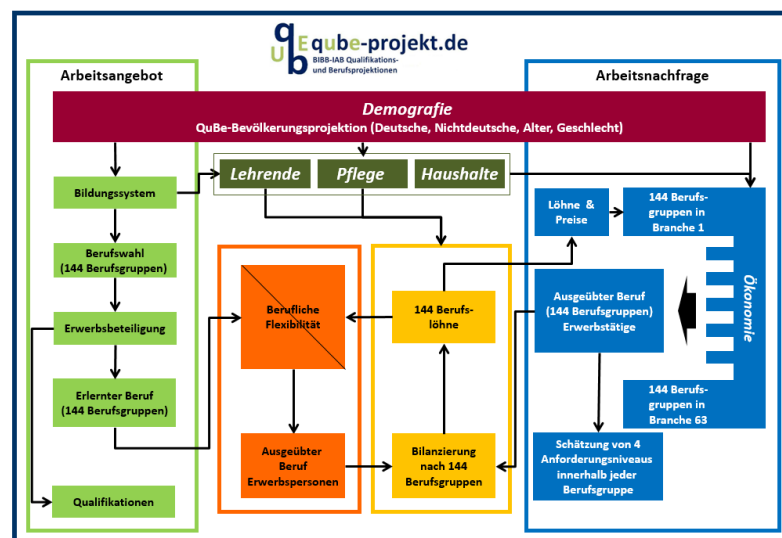 qube
qube-projekt.de
BIBB-IAB Qualifikations-
und Berufsprojektionen
Arbeitsangebot
Arbeitsnachfrage
Demografie
QuBe-Bevölkerungsprojektion (Deutsche, Nichtdeutsche, Alter, Geschlecht)
Bildungssystem
Lehrende
Pflege
Haushalte
Berufswahl
(144 Berufsgruppen)
Erwerbsbeteiligung
Erlernter Beruf
(144 Berufsgruppen)
Qualifikationen
Berufliche
Flexibilität
Ausgeübter
Beruf
Erwerbspersonen
144 Berufs-
löhne
Bilanzierung
nach 144
Berufsgruppen
Löhne &
Preise
144 Berufs-
gruppen in
Branche 1
Ausgeübter Beruf
(144 Berufsgruppen)
Erwerbstätige
Ökonomie
144 Berufs-
gruppen in
Branche 63
Schätzung von 4
Anforderungsniveaus
innerhalb jeder
Berufsgruppe